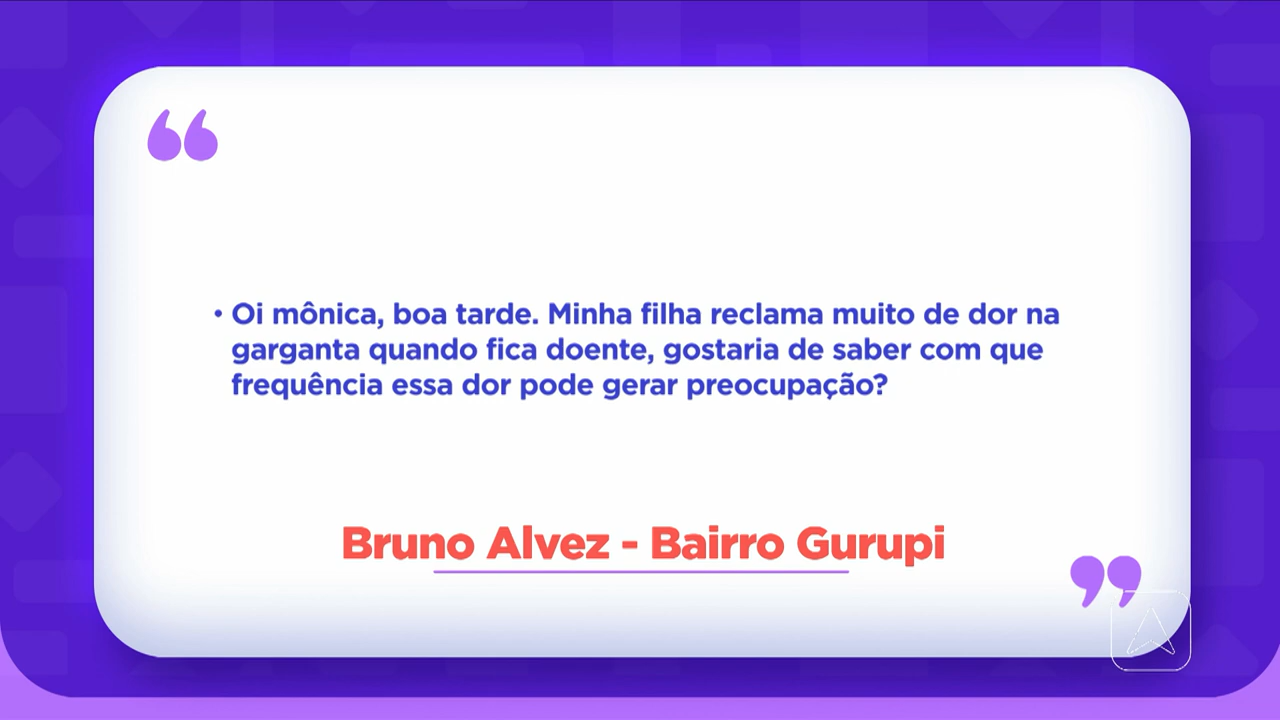 “
• Oi mônica, boa tarde. Minha filha reclama muito de dor na
garganta quando fica doente, gostaria de saber com que
frequência essa dor pode gerar preocupação?
Bruno Alvez - Bairro Gurupi
”